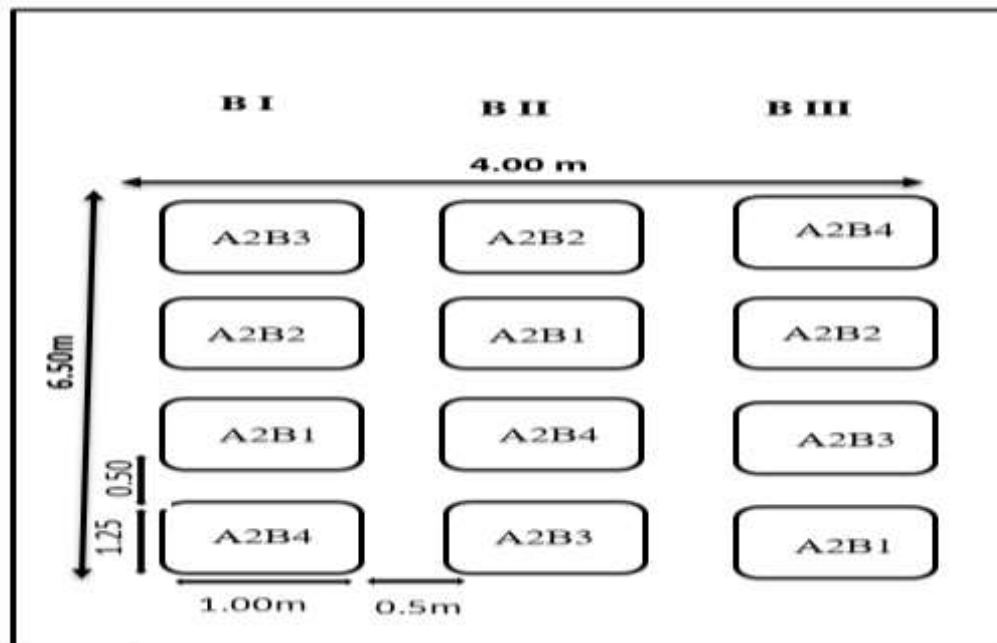 B I B II B III
4.00 m
A2B3 A2B2 A2B4
6.50m
A2B2 A2B1 A2B2
A2B1 A2B4 A2B3
0.50
1.25
A2B4 A2B3 A2B1
1.00m 0.5m